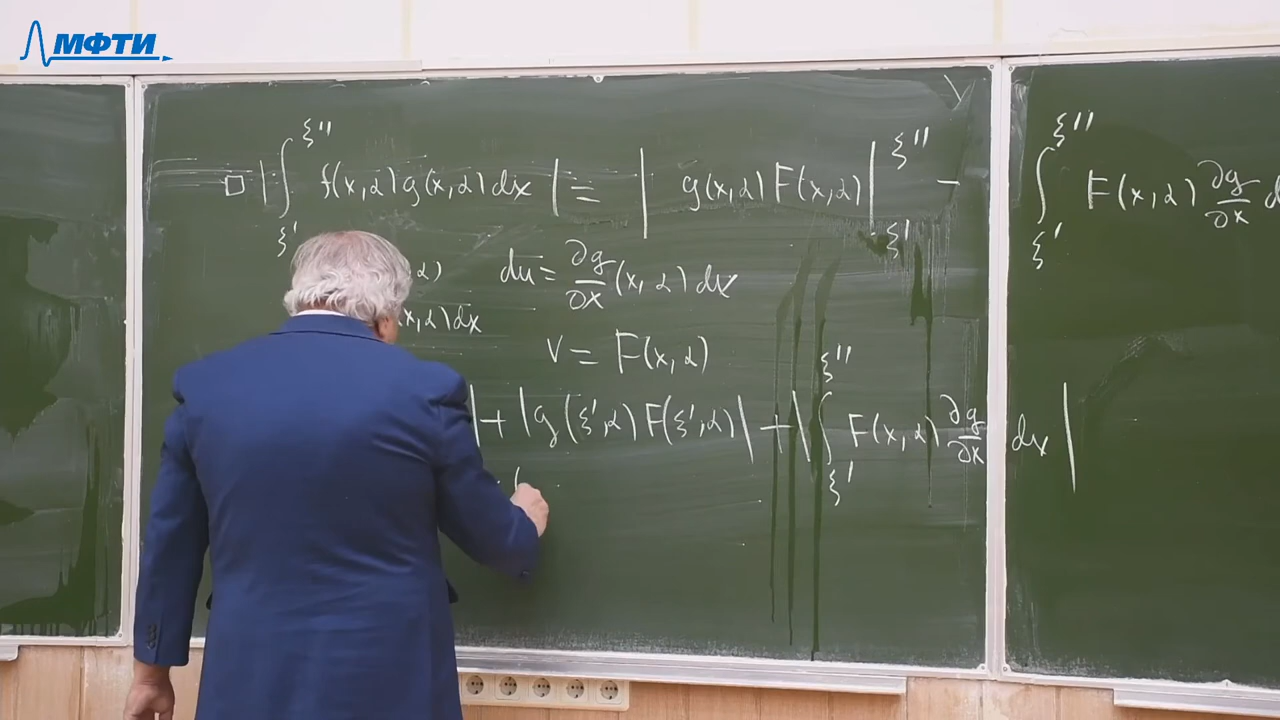 МФТИ
□ |∫_{ξ'}^{ξ''} f(x,α)g(x,α)dx| = | g(x,α)F(x,α)|_{ξ'}^{ξ''} - ∫_{ξ'}^{ξ''} F(x,α) ∂g/∂x d
α) du = ∂g/∂x (x,α) dx
(x,α)dx
v = F(x,α)
| + |g(ξ',α)F(ξ',α)| + |∫_{ξ'}^{ξ''} F(x,α) ∂g/∂x dx|